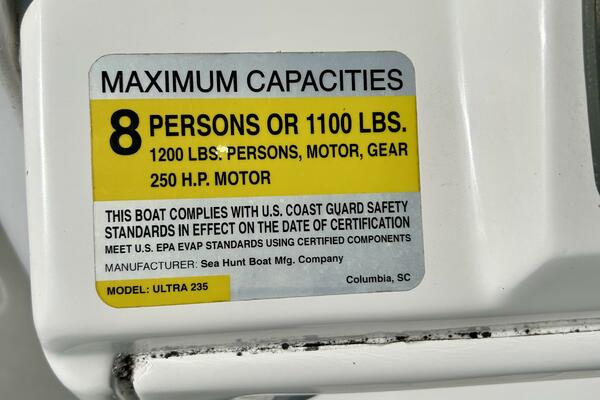 MAXIMUM CAPACITIES
8 PERSONS OR 1100 LBS.
1200 LBS. PERSONS, MOTOR, GEAR
250 H.P. MOTOR
THIS BOAT COMPLIES WITH U.S. COAST GUARD SAFETY
STANDARDS IN EFFECT ON THE DATE OF CERTIFICATION
MEET U.S. EPA EVAP STANDARDS USING CERTIFIED COMPONENTS
MANUFACTURER: Sea Hunt Boat Mfg. Company
Columbia, SC
MODEL: ULTRA 235